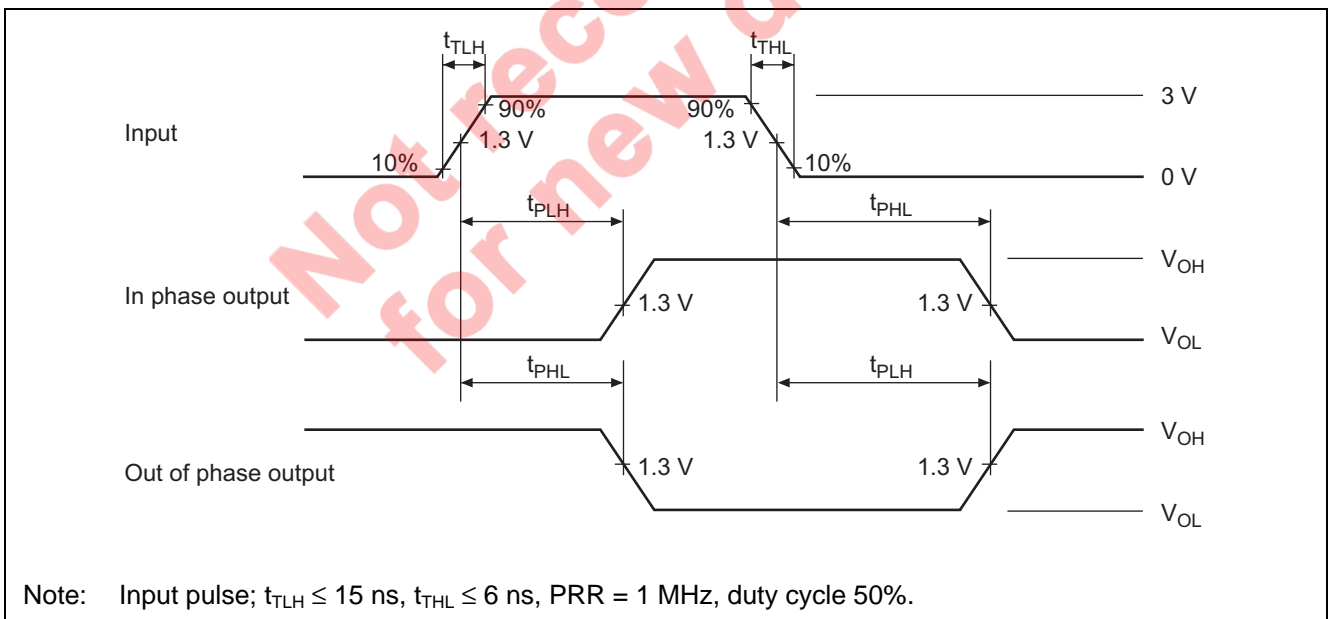 Not reco
for new d
tTLH
tTHL
3 V
90%
90%
Input
1.3 V
1.3 V
10%
10%
0 V
tPLH
tPHL
VOH
In phase output
1.3 V
1.3 V
VOL
tPHL
tPLH
VOH
Out of phase output
1.3 V
1.3 V
VOL
Note: Input pulse; tTLH ≤ 15 ns, tTHL ≤ 6 ns, PRR = 1 MHz, duty cycle 50%.